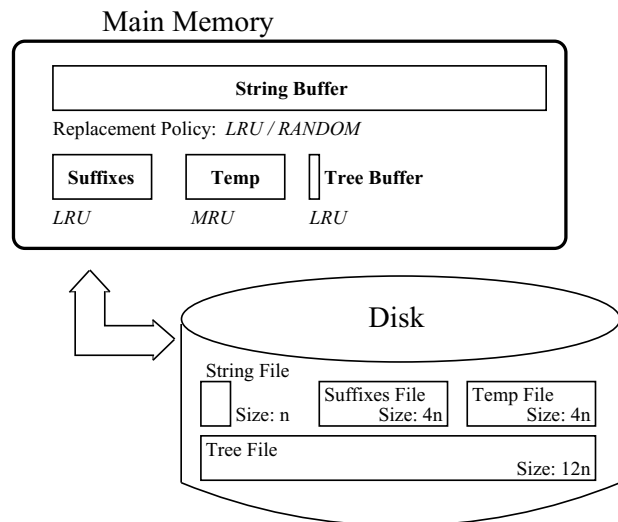 Main Memory
String Buffer
Replacement Policy: LRU / RANDOM
Suffixes
Temp
Tree Buffer
LRU
MRU
LRU
Disk
String File
Size: n
Suffixes File
Size: 4n
Temp File
Size: 4n
Tree File
Size: 12n